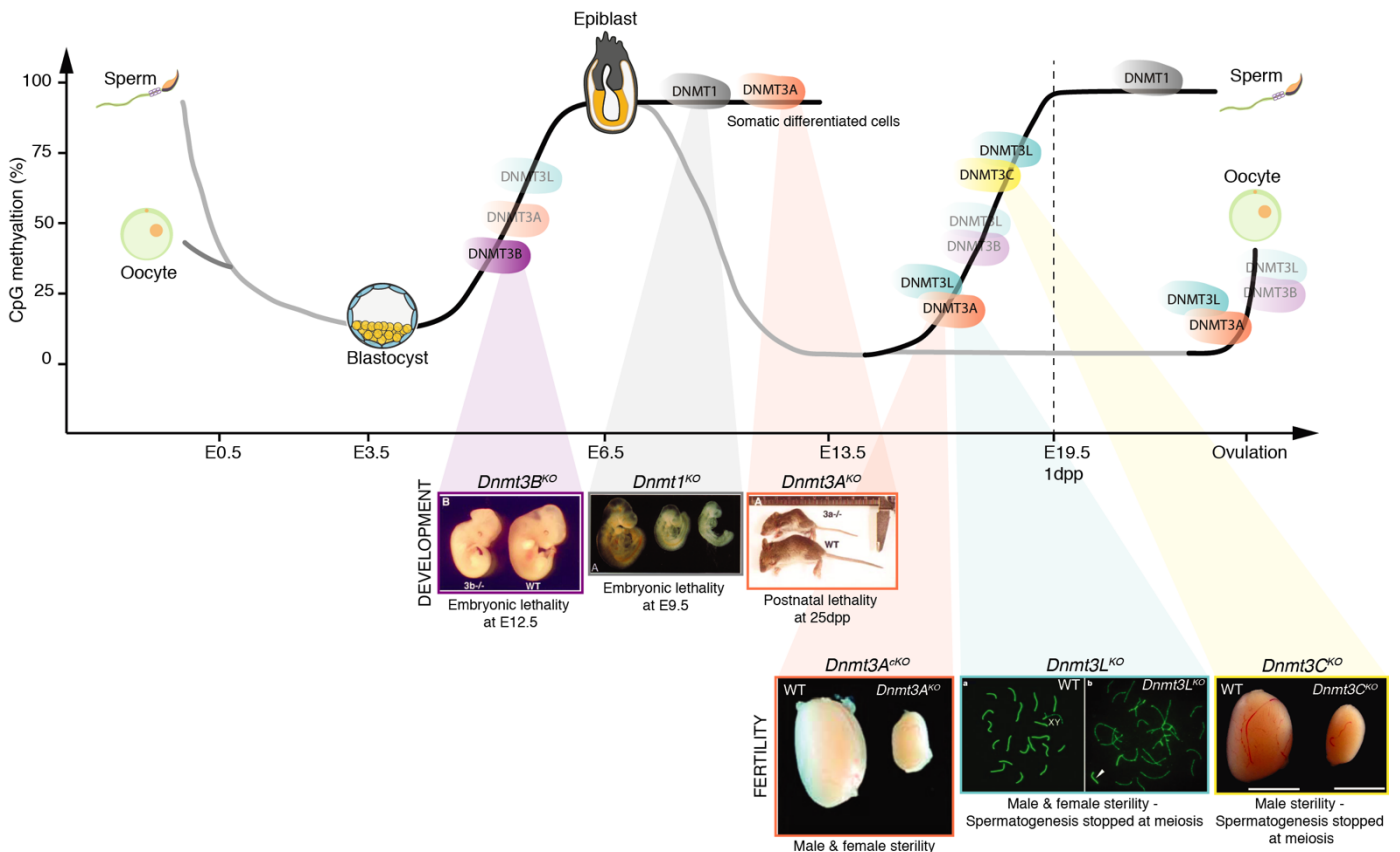 Epiblast
100
75
50
25
0
CpG methyaltion (%)
Sperm
Oocyte
Blastocyst
DNMT3L
DNMT3A
DNMT3B
DNMT1
DNMT3A
Somatic differentiated cells
DNMT3L
DNMT3C
DNMT3L
DNMT3B
DNMT3L
DNMT3A
DNMT1
Sperm
Oocyte
DNMT3L
DNMT3B
DNMT3L
DNMT3A
E0.5
E3.5
E6.5
E13.5
E19.5
1dpp
Ovulation
DEVELOPMENT
Dnmt3B^KO
B
3b-/-
WT
Embryonic lethality
at E12.5
Dnmt1^KO
A
Embryonic lethality
at E9.5
Dnmt3A^KO
A
3a-/-
WT
Postnatal lethality
at 25dpp
FERTILITY
Dnmt3A^cKO
WT
Dnmt3A^KO
Male & female sterility
Dnmt3L^KO
a
WT
XY
b
Dnmt3L^KO
Male & female sterility -
Spermatogenesis stopped at meiosis
Dnmt3C^KO
WT
Dnmt3C^KO
Male sterility -
Spermatogenesis stopped
at meiosis